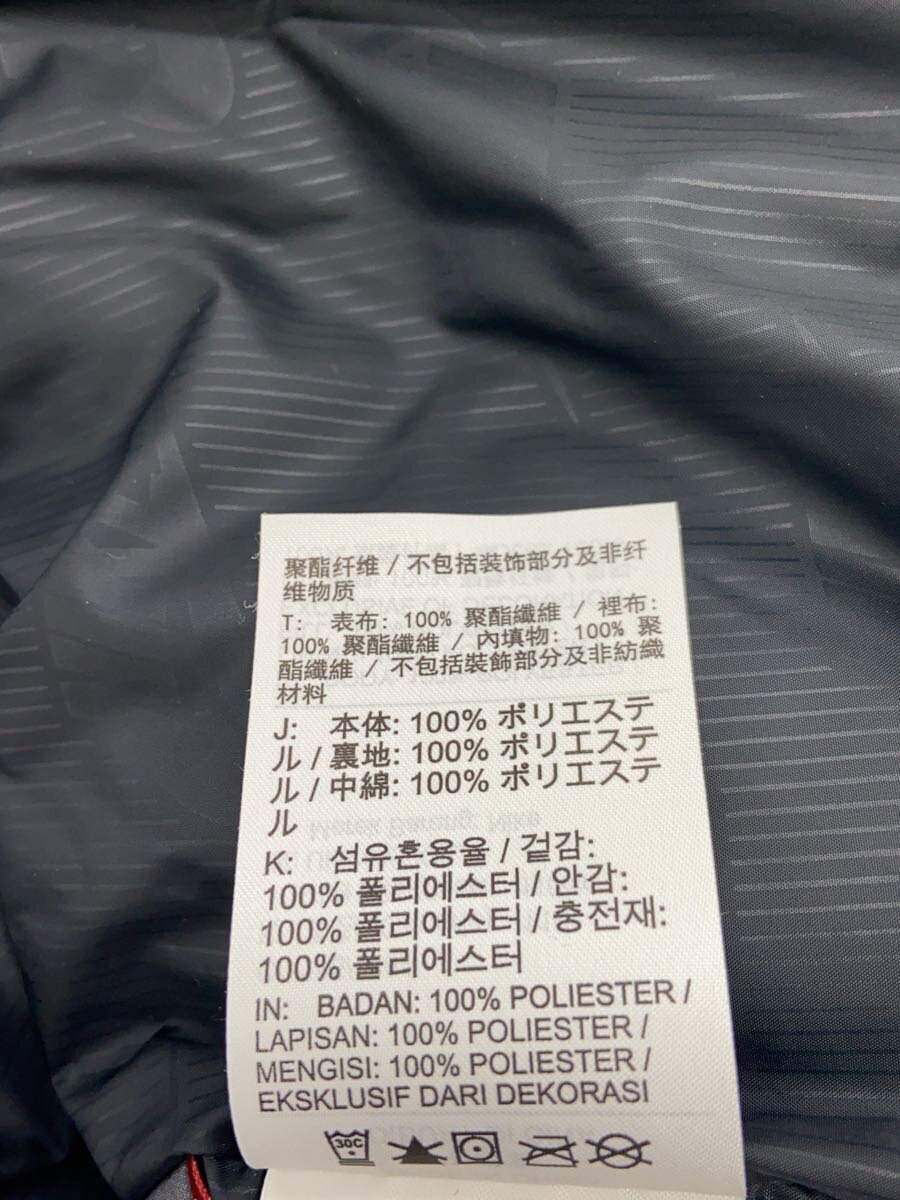 聚酯纤维 / 不包括装饰部分及非纤
维物质
T: 表布: 100% 聚酯纖維 / 裡布:
100% 聚酯纖維 / 內填物: 100% 聚
酯纖維 / 不包括裝飾部分及非紡織
材料
J: 本体: 100% ポリエステ
ル / 裏地: 100% ポリエステ
ル / 中綿: 100% ポリエステ
ル
K: 섬유혼용율 / 겉감:
100% 폴리에스터 / 안감:
100% 폴리에스터 / 충전재:
100% 폴리에스터
IN: BADAN: 100% POLIESTER /
LAPISAN: 100% POLIESTER /
MENGISI: 100% POLIESTER /
EKSKLUSIF DARI DEKORASI
30C